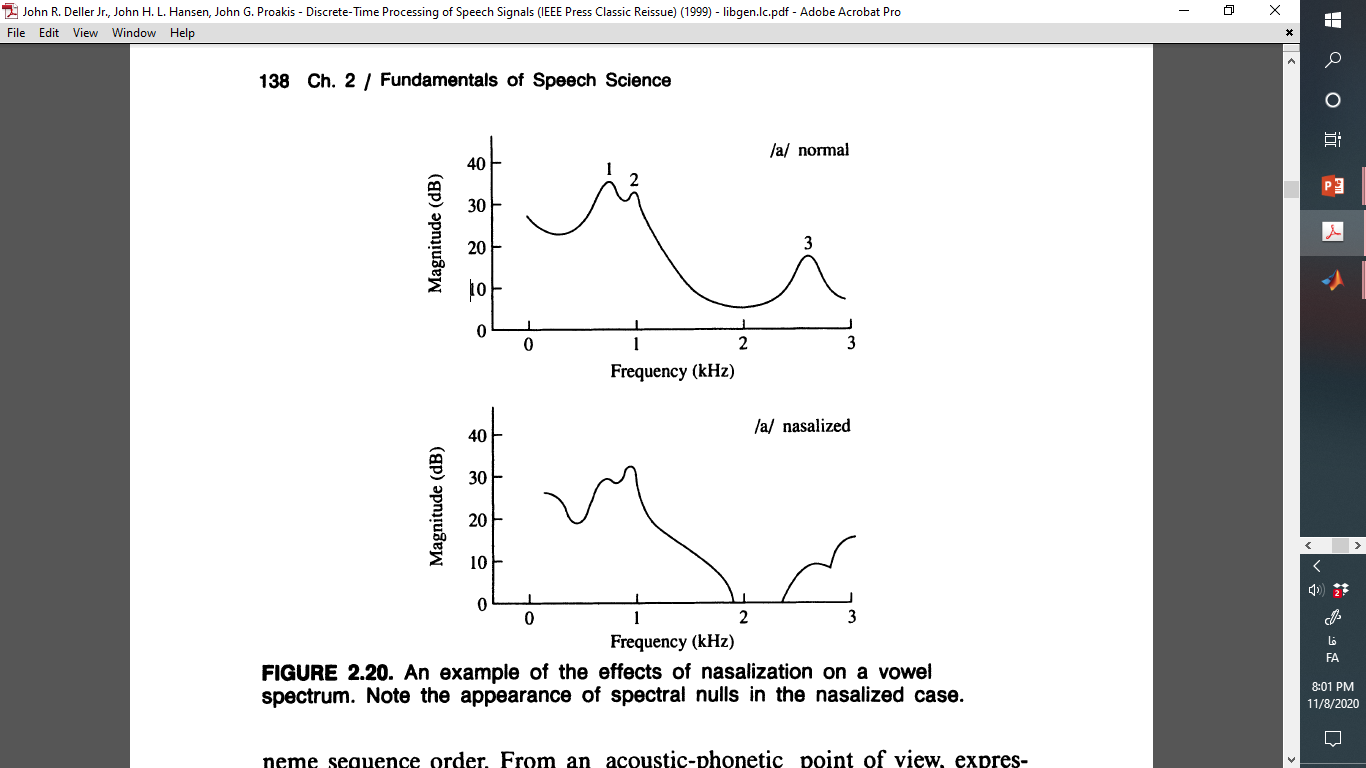 John R. Deller Jr., John H. L. Hansen, John G. Proakis - Discrete-Time Processing of Speech Signals (IEEE Press Classic Reissue) (1999) - libgen.lc.pdf - Adobe Acrobat Pro
File Edit View Window Help
138 Ch. 2 / Fundamentals of Speech Science
/a/ normal
Magnitude (dB)
40
30
20
10
0
1
2
3
0 1 2 3
Frequency (kHz)
/a/ nasalized
Magnitude (dB)
40
30
20
10
0
0 1 2 3
Frequency (kHz)
FIGURE 2.20. An example of the effects of nasalization on a vowel
spectrum. Note the appearance of spectral nulls in the nasalized case.
neme sequence order. From an acoustic-phonetic point of view, expres-
P
2
فا
FA
8:01 PM
11/8/2020